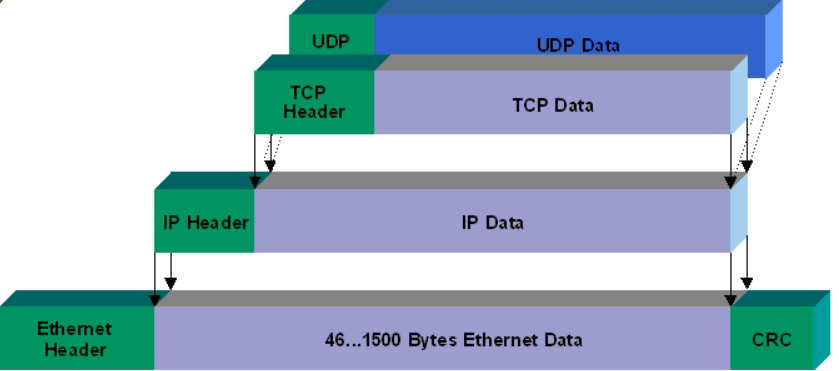 UDP
UDP Data
TCP
Header
TCP Data
IP Header
IP Data
Ethernet
Header
46...1500 Bytes Ethernet Data
CRC